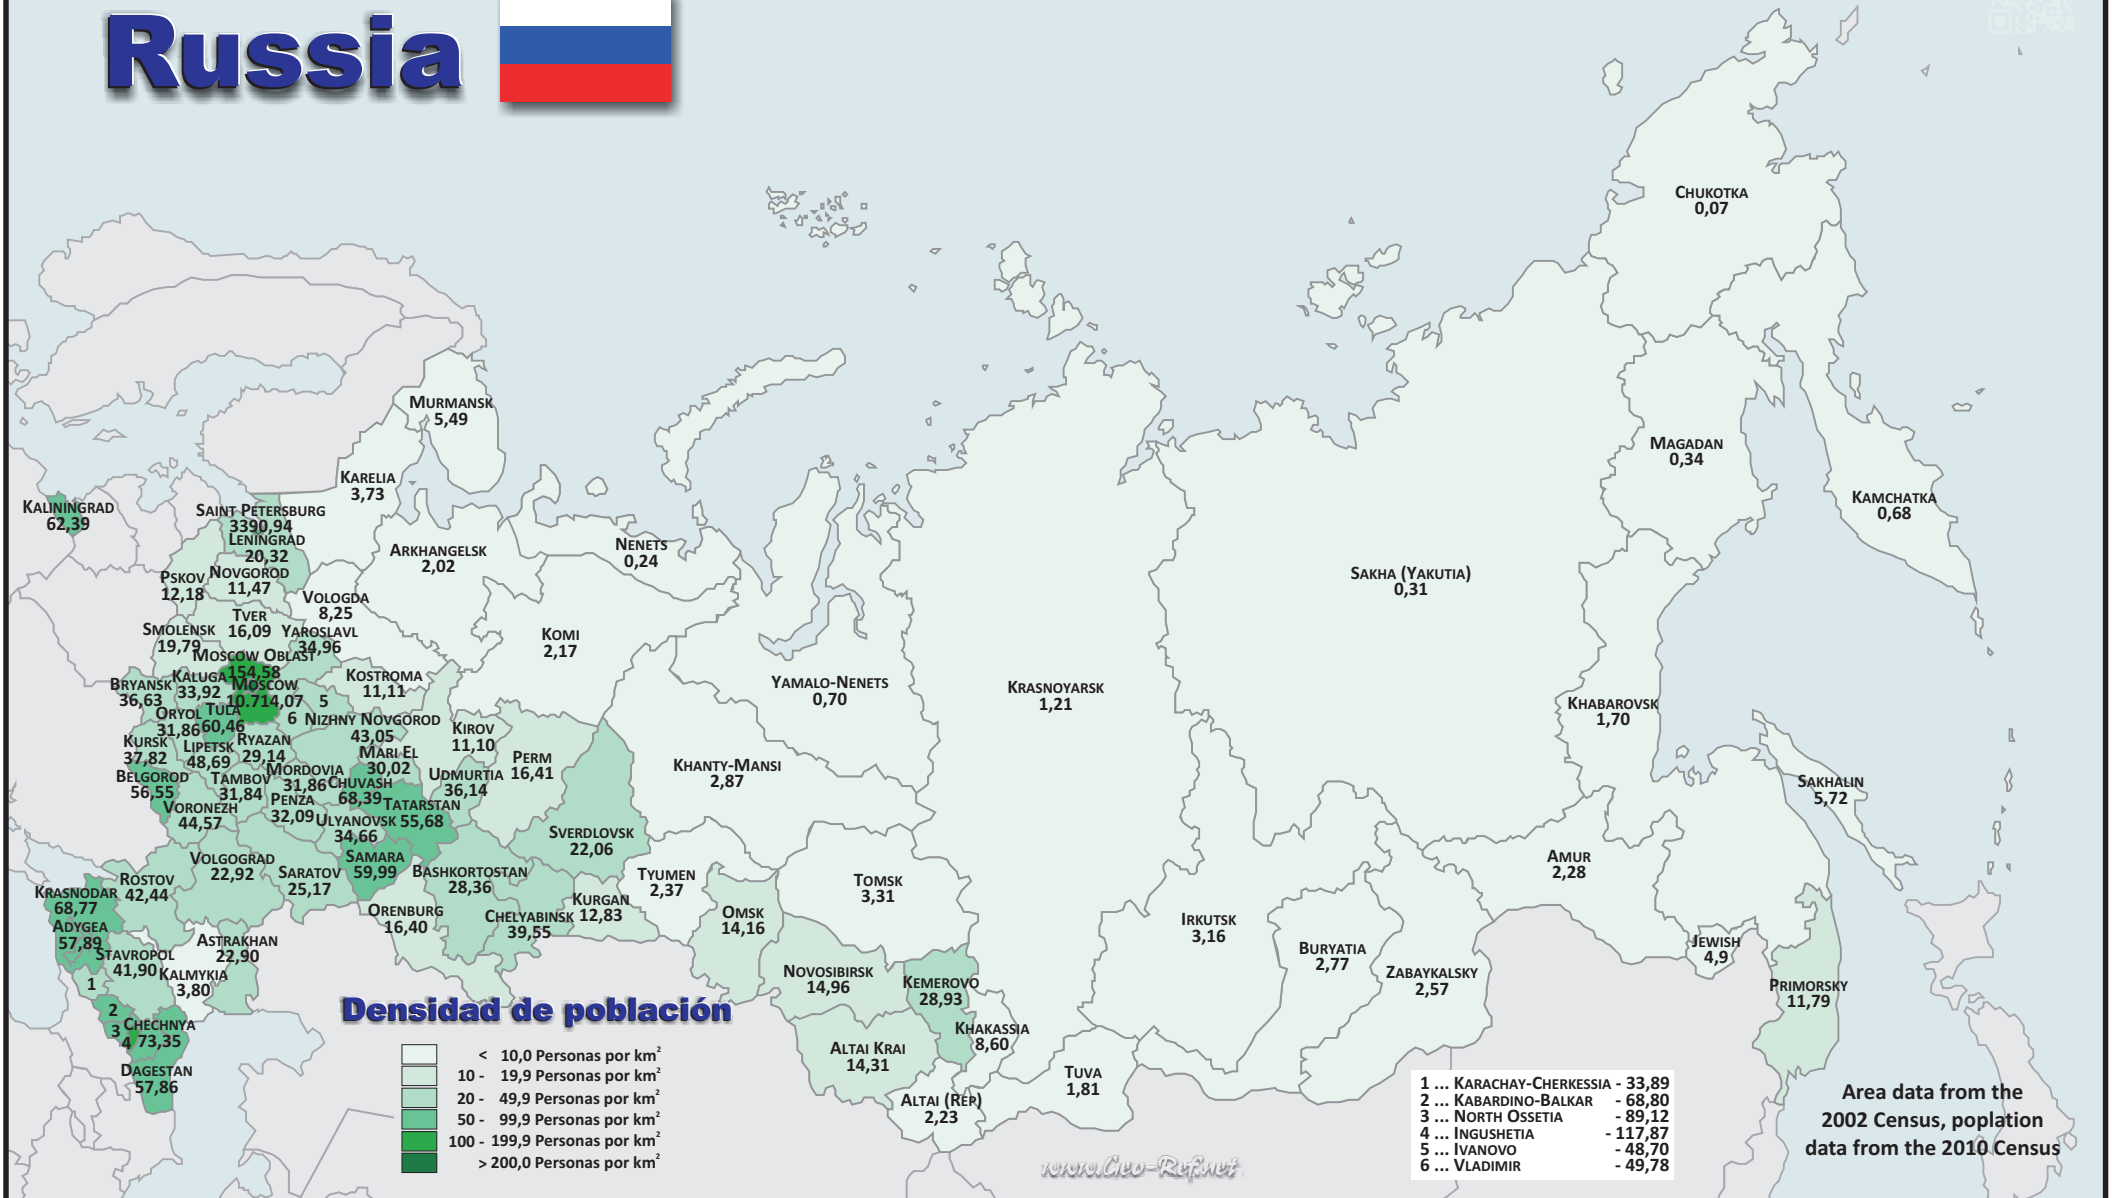 Russia
CHUKOTKA
0,07
MURMANSK
5,49
MAGADAN
0,34
KARELIA
3,73
KAMCHATKA
0,68
KALININGRAD
62,39
SAINT PETERSBURG
3390,94
LENINGRAD
20,32
ARKHANGELSK
2,02
NENETS
0,24
SAKHA (YAKUTIA)
0,31
PSKOV
12,18
NOVGOROD
11,47
VOLOGDA
8,25
TVER
16,09
SMOLENSK
19,79
YAROSLAVL
34,96
KOMI
2,17
MOSCOW OBLAST
154,58
KOSTROMA
11,11
YAMALO-NENETS
0,70
KRASNOYARSK
1,21
KHABAROVSK
1,70
BRYANSK
36,63
KALUGA
33,92
MOSCOW
10.714,07
5
6
ORYOL
31,86
TULA
60,46
NIZHNY NOVGOROD
43,05
KIROV
11,10
KURSK
37,82
LIPETSK
48,69
RYAZAN
29,14
MARI EL
30,02
PERM
16,41
KHANTY-MANSI
2,87
SAKHALIN
5,72
BELGOROD
56,55
TAMBOV
31,84
MORDOVIA
31,86
CHUVASH
68,39
UDMURTIA
36,14
VORONEZH
44,57
PENZA
32,09
TATARSTAN
55,68
ULYANOVSK
34,66
SVERDLOVSK
22,06
VOLGOGRAD
22,92
SARATOV
25,17
SAMARA
59,99
BASHKORTOSTAN
28,36
TYUMEN
2,37
TOMSK
3,31
AMUR
2,28
KRASNODAR
68,77
ROSTOV
42,44
ORENBURG
16,40
CHELYABINSK
39,55
KURGAN
12,83
OMSK
14,16
IRKUTSK
3,16
ADYGEA
57,89
STAVROPOL
41,90
ASTRAKHAN
22,90
KALMYKIA
3,80
BURYATIA
2,77
ZABAYKALSKY
2,57
JEWISH
4,9
PRIMORSKY
11,79
NOVOSIBIRSK
14,96
KEMEROVO
28,93
1
2
3
4
CHECHNYA
73,35
DAGESTAN
57,86
KHAKASSIA
8,60
ALTAI KRAI
14,31
TUVA
1,81
ALTAI (REP)
2,23
Densidad de población
< 10,0 Personas por km²
10 - 19,9 Personas por km²
20 - 49,9 Personas por km²
50 - 99,9 Personas por km²
100 - 199,9 Personas por km²
> 200,0 Personas por km²
www.Geo-Ref.net
1 ... KARACHAY-CHERKESSIA - 33,89
2 ... KABARDINO-BALKAR - 68,80
3 ... NORTH OSSETIA - 89,12
4 ... INGUSHETIA - 117,87
5 ... IVANOVO - 48,70
6 ... VLADIMIR - 49,78
Area data from the
2002 Census, poplation
data from the 2010 Census